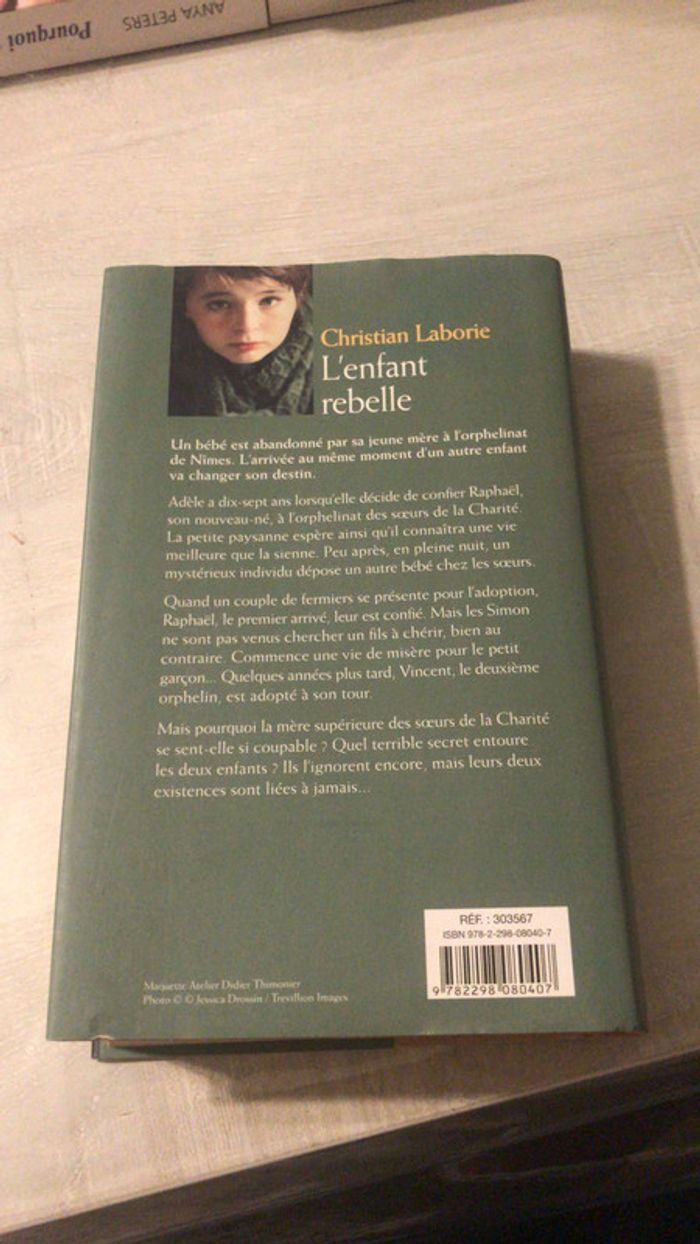 ANYA PETERS
Pourquoi
Christian Laborie
L'enfant
rebelle
Un bébé est abandonné par sa jeune mère à l'orphelinat
de Nîmes. L'arrivée au même moment d'un autre enfant
va changer son destin.
Adèle a dix-sept ans lorsqu'elle décide de confier Raphaël,
son nouveau-né, à l'orphelinat des sœurs de la Charité.
La petite paysanne espère ainsi qu'il connaîtra une vie
meilleure que la sienne. Peu après, en pleine nuit, un
mystérieux individu dépose un autre bébé chez les sœurs.
Quand un couple de fermiers se présente pour l'adoption,
Raphaël, le premier arrivé, leur est confié. Mais les Simon
ne sont pas venus chercher un fils à chérir, bien au
contraire. Commence une vie de misère pour le petit
garçon... Quelques années plus tard, Vincent, le deuxième
orphelin, est adopté à son tour.
Mais pourquoi la mère supérieure des sœurs de la Charité
se sent-elle si coupable ? Quel terrible secret entoure
les deux enfants ? Ils l'ignorent encore, mais leurs deux
existences sont liées à jamais...
RÉF. : 303567
ISBN 978-2-298-08040-7
9 782298 080407
Maquette Atelier Didier Thimonier
Photo © © Jessica Drossin / Trevillion Images